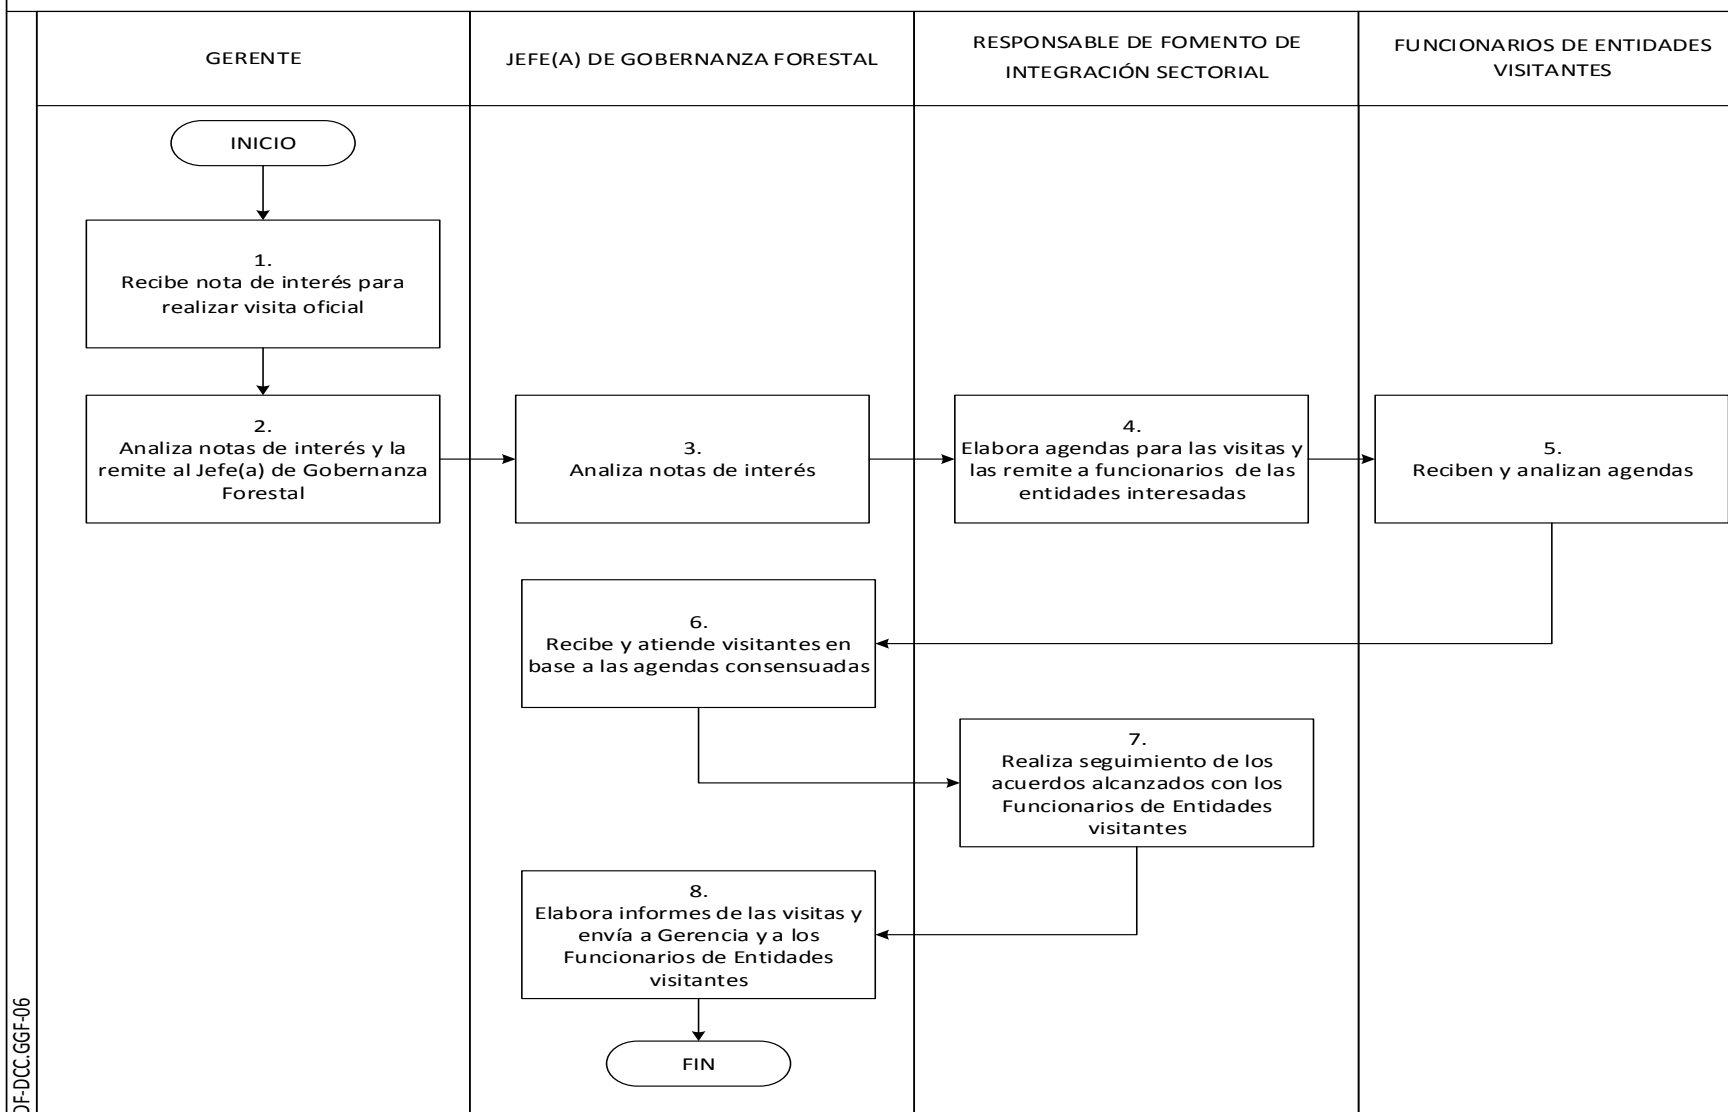 GERENTE
JEFE(A) DE GOBERNANZA FORESTAL
RESPONSABLE DE FOMENTO DE
INTEGRACIÓN SECTORIAL
FUNCIONARIOS DE ENTIDADES
VISITANTES
INICIO
1.
Recibe nota de interés para
realizar visita oficial
2.
Analiza notas de interés y la
remite al Jefe(a) de Gobernanza
Forestal
3.
Analiza notas de interés
4.
Elabora agendas para las visitas y
las remite a funcionarios de las
entidades interesadas
5.
Reciben y analizan agendas
6.
Recibe y atiende visitantes en
base a las agendas consensuadas
7.
Realiza seguimiento de los
acuerdos alcanzados con los
Funcionarios de Entidades
visitantes
8.
Elabora informes de las visitas y
envía a Gerencia y a los
Funcionarios de Entidades
visitantes
FIN
DF-DCC.GGF-06